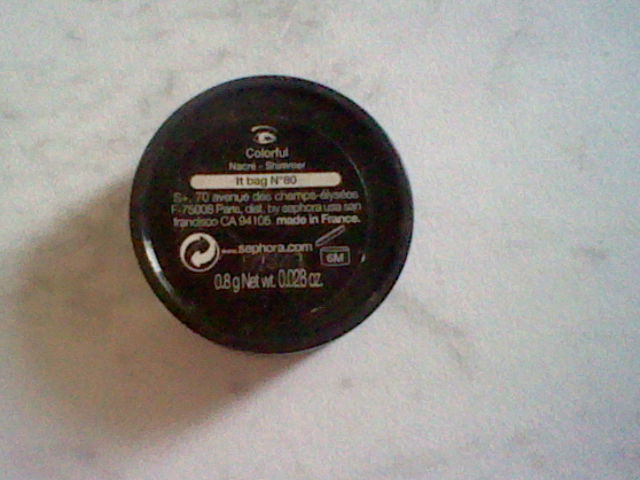 Colorful
Nacré - Shimmer
It bag N°80
S+, 70 avenue des champs-élysées
F-75008 Paris, dist. by sephora usa san
francisco CA 94105. made in France.
www.sephora.com
6M
0.8 g Net wt. 0.028 oz.